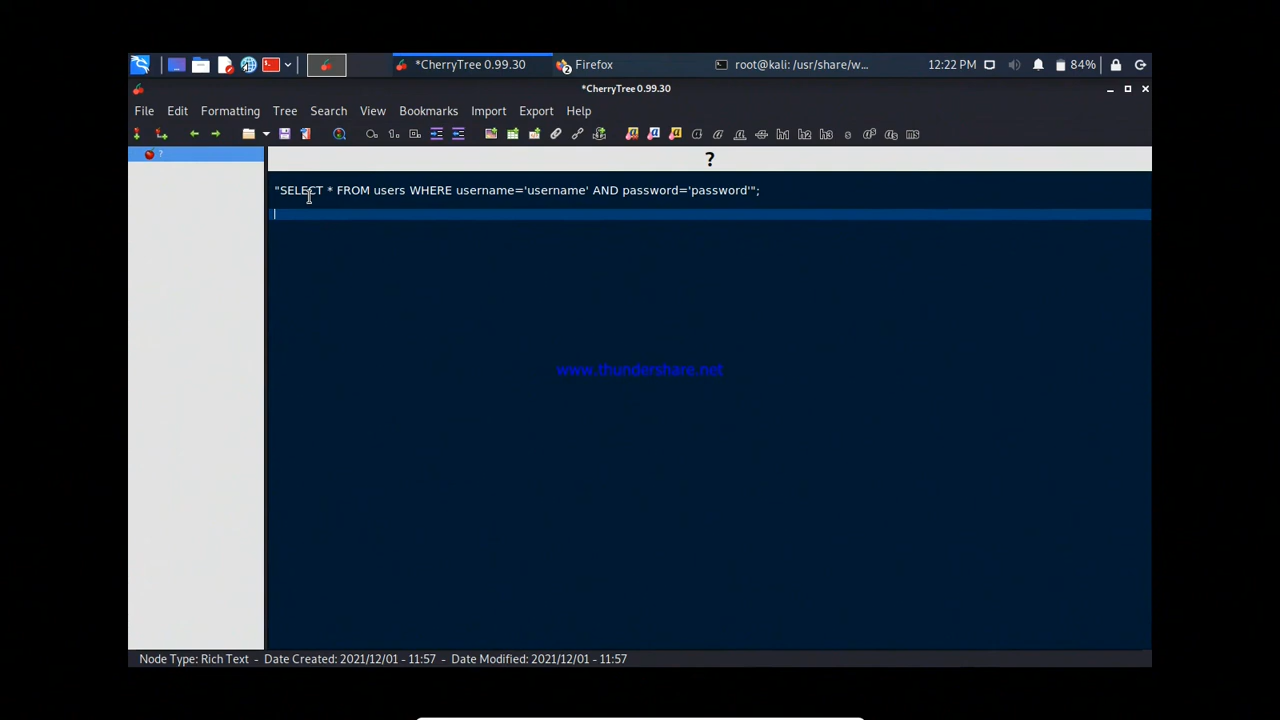 *CherryTree 0.99.30
Firefox
root@kali: /usr/share/w...
12:22 PM
84%
*CherryTree 0.99.30
File Edit Formatting Tree Search View Bookmarks Import Export Help
?
?
"SELECT * FROM users WHERE username='username' AND password='password'";
www.thundershare.net
Node Type: Rich Text - Date Created: 2021/12/01 - 11:57 - Date Modified: 2021/12/01 - 11:57